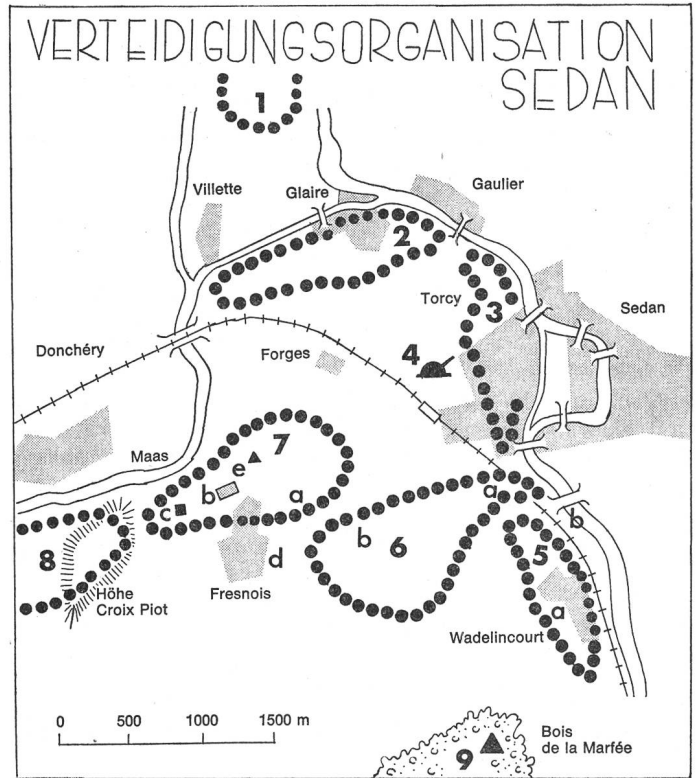 VERTEIDIGUNGSORGANISATION
SEDAN
1
Villette
Glaire
Gaulier
2
Torcy
3
Sedan
4
Donchéry
Forges
Maas
7
e
b
a
c
a
b
5
b
6
8
d
a
Höhe
Croix Piot
Fresnois
Wadelincourt
0 500 1000 1500 m
Bois
de la Marfée
9